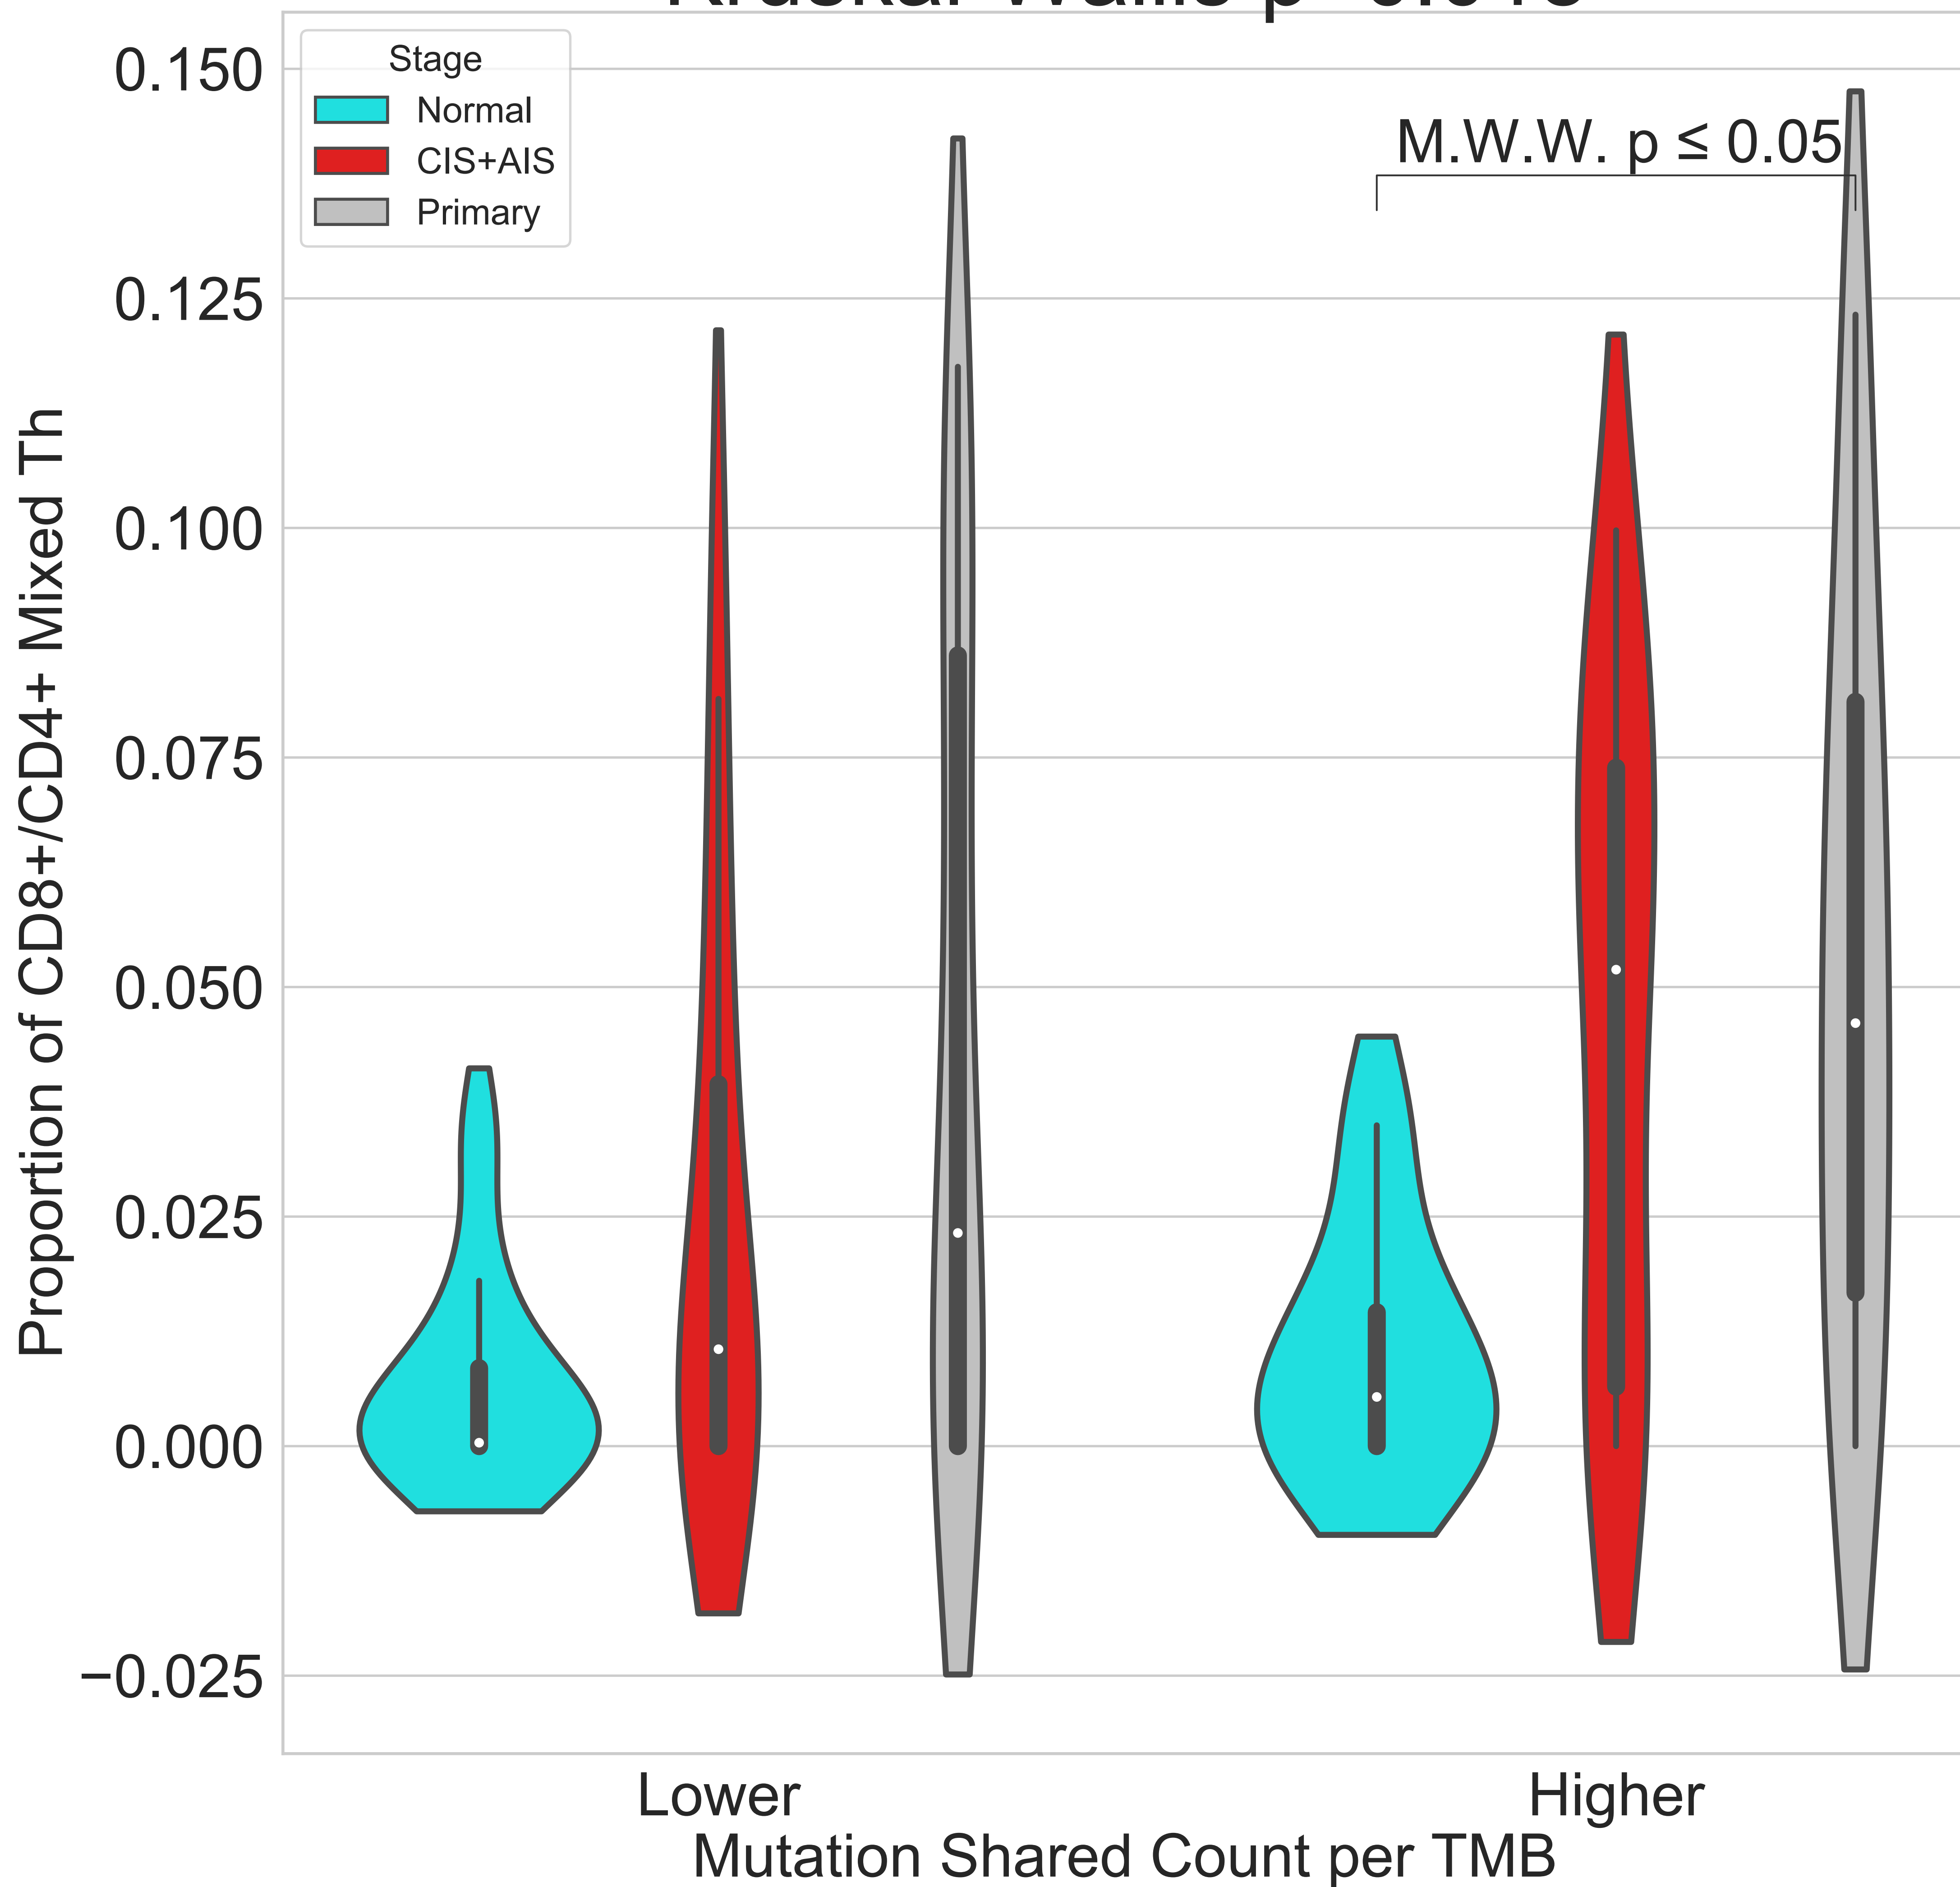 Stage
Normal
CIS+AIS
Primary
M.W.W. p ≤ 0.05
0.150
0.125
0.100
0.075
0.050
0.025
0.000
−0.025
Proportion of CD8+/CD4+ Mixed Th
Lower
Higher
Mutation Shared Count per TMB